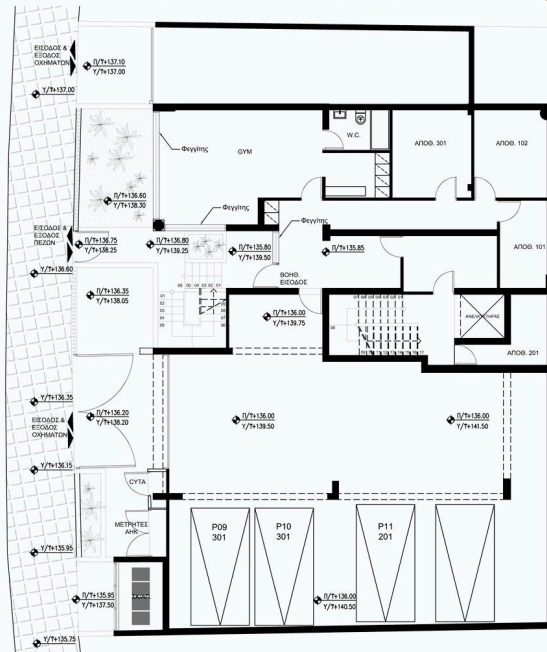 ΕΙΣΟΔΟΣ &
ΕΞΟΔΟΣ
ΟΧΗΜΑΤΩΝ
Π/Τ+137.10
Υ/Τ+137.00
Υ/Τ+137.00
Φεγγίτης
GYM
W.C.
ΑΠΟΘ. 301
ΑΠΟΘ. 102
Π/Τ+136.60
Υ/Τ+138.30
Φεγγίτης
Φεγγίτης
ΕΙΣΟΔΟΣ &
ΕΞΟΔΟΣ
ΠΕΖΩΝ
Π/Τ+136.75
Υ/Τ+138.25
Π/Τ+136.80
Υ/Τ+139.25
Π/Τ+135.80
Υ/Τ+139.50
Π/Τ+135.85
ΑΠΟΘ. 101
Υ/Τ+136.60
ΒΟΗΘ.
ΕΙΣΟΔΟΣ
Π/Τ+136.35
Υ/Τ+138.05
Π/Τ+136.00
Υ/Τ+139.75
ΑΝΕΛΚΥΣΤΗΡΑΣ
ΑΠΟΘ. 201
Υ/Τ+136.35
Π/Τ+136.20
Υ/Τ+138.20
ΕΙΣΟΔΟΣ &
ΕΞΟΔΟΣ
ΟΧΗΜΑΤΩΝ
Π/Τ+136.00
Υ/Τ+139.50
Π/Τ+136.00
Υ/Τ+141.50
Υ/Τ+136.15
CYTA
ΜΕΤΡΗΤΕΣ
ΑΗΚ
P09
301
P10
301
P11
201
Υ/Τ+135.95
Π/Τ+135.95
Υ/Τ+137.50
Π/Τ+136.00
Υ/Τ+140.50
Υ/Τ+135.75